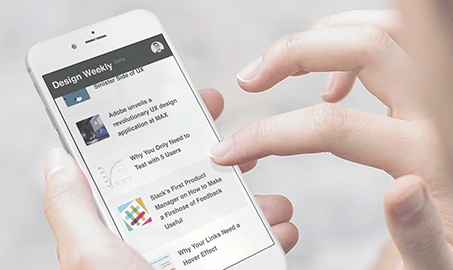 Design Weekly Beta
Sinister Side of UX
Adobe unveils a
revolutionary UX design
application at MAX
Why You Only Need to
Test with 5 Users
Slack's First Product
Manager on How to Make
a Firehose of Feedback
Useful
Why Your Links Need a
Hover Effect